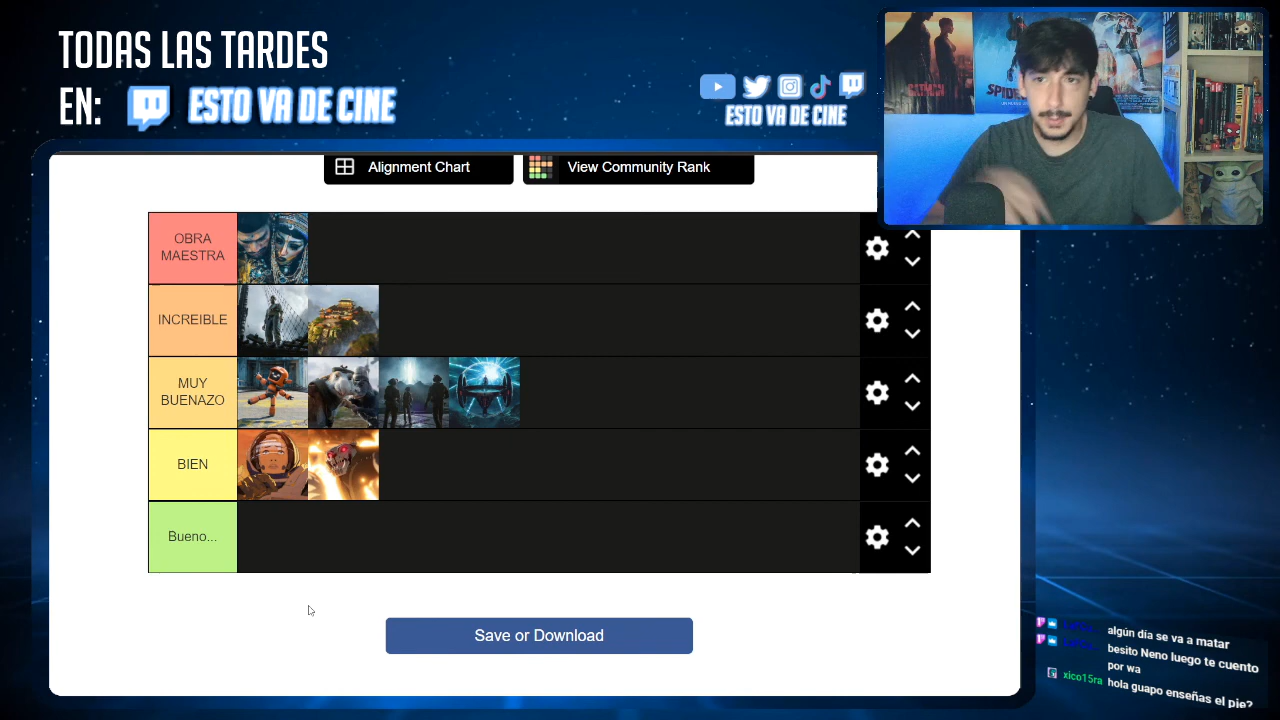 TODAS LAS TARDES
EN: ESTO VA DE CINE
ESTO VA DE CINE
Alignment Chart
View Community Rank
OBRA
MAESTRA
INCREIBLE
MUY
BUENAZO
BIEN
Bueno...
Save or Download
algún día se va a matar
besito Neno luego te cuento
por wa
xico15ra hola guapo enseñas el pie?